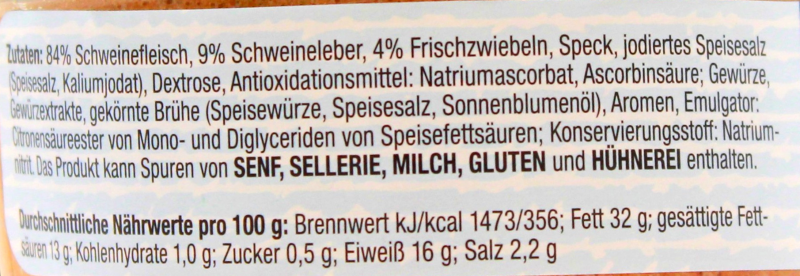 Zutaten: 84% Schweinefleisch, 9% Schweineleber, 4% Frischzwiebeln, Speck, jodiertes Speisesalz
(Speisesalz, Kaliumjodat), Dextrose, Antioxidationsmittel: Natriumascorbat, Ascorbinsäure; Gewürze,
Gewürzextrakte, gekörnte Brühe (Speisewürze, Speisesalz, Sonnenblumenöl), Aromen, Emulgator:
Citronensäureester von Mono- und Diglyceriden von Speisefettsäuren; Konservierungsstoff: Natrium-
nitrit. Das Produkt kann Spuren von SENF, SELLERIE, MILCH, GLUTEN und HÜHNEREI enthalten.
Durchschnittliche Nährwerte pro 100 g: Brennwert kJ/kcal 1473/356; Fett 32 g; gesättigte Fett-
säuren 13 g; Kohlenhydrate 1,0 g; Zucker 0,5 g; Eiweiß 16 g; Salz 2,2 g